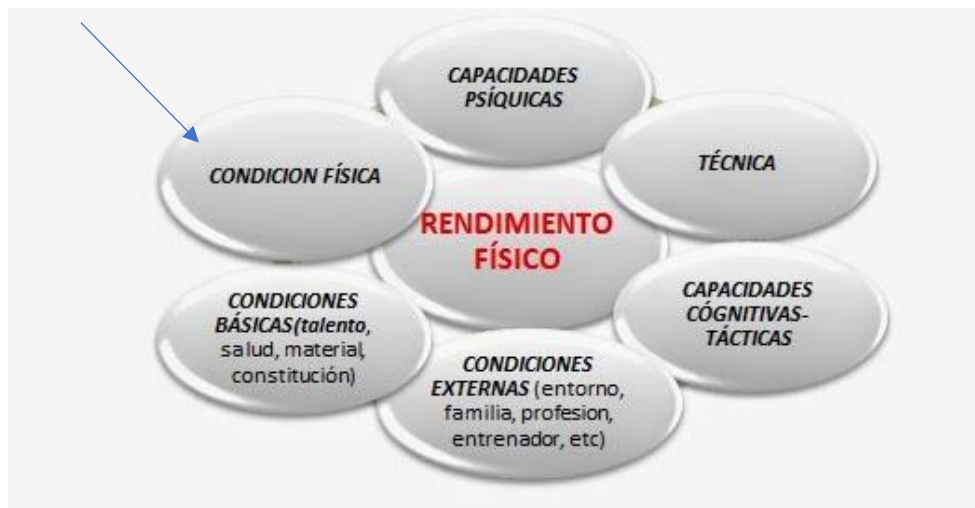 CAPACIDADES
PSÍQUICAS
CONDICION FÍSICA
TÉCNICA
RENDIMIENTO
FÍSICO
CONDICIONES
BÁSICAS(talento,
salud, material,
constitución)
CAPACIDADES
CÓGNITIVAS-
TÁCTICAS
CONDICIONES
EXTERNAS (entorno,
familia, profesion,
entrenador, etc)